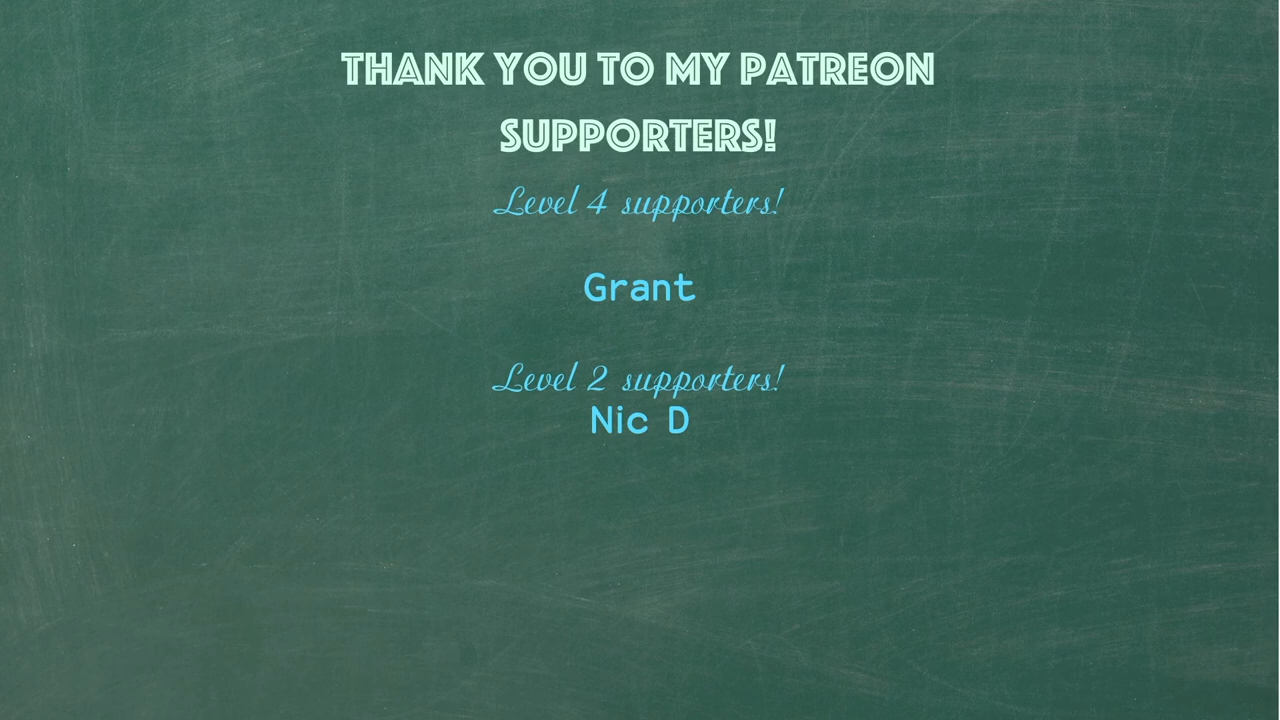 THANK YOU TO MY PATREON
SUPPORTERS!
Level 4 supporters!
Grant
Level 2 supporters!
Nic D